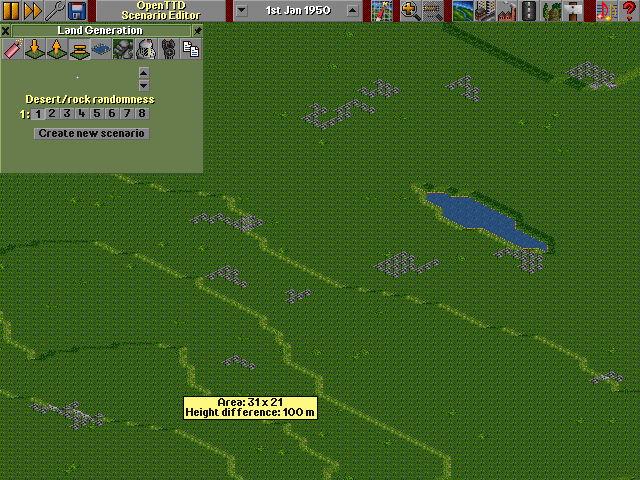 OpenTTD
Scenario Editor
1st Jan 1950
Land Generation
Desert/rock randomness
1: 1 2 3 4 5 6 7 8
Create new scenario
Area: 31 x 21
Height difference: 100 m